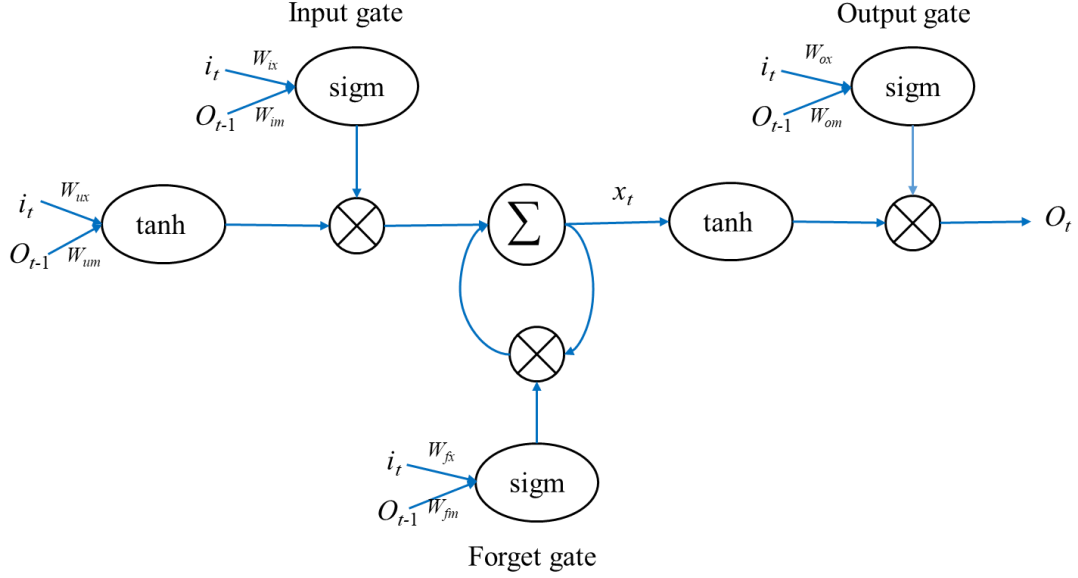 Input gate
Output gate
i_t W_ix
sigm
O_t-1 W_im
i_t W_ox
sigm
O_t-1 W_om
i_t W_ux
tanh
O_t-1 W_um
∑
x_t
tanh
O_t
i_t W_fx
sigm
O_t-1 W_fm
Forget gate